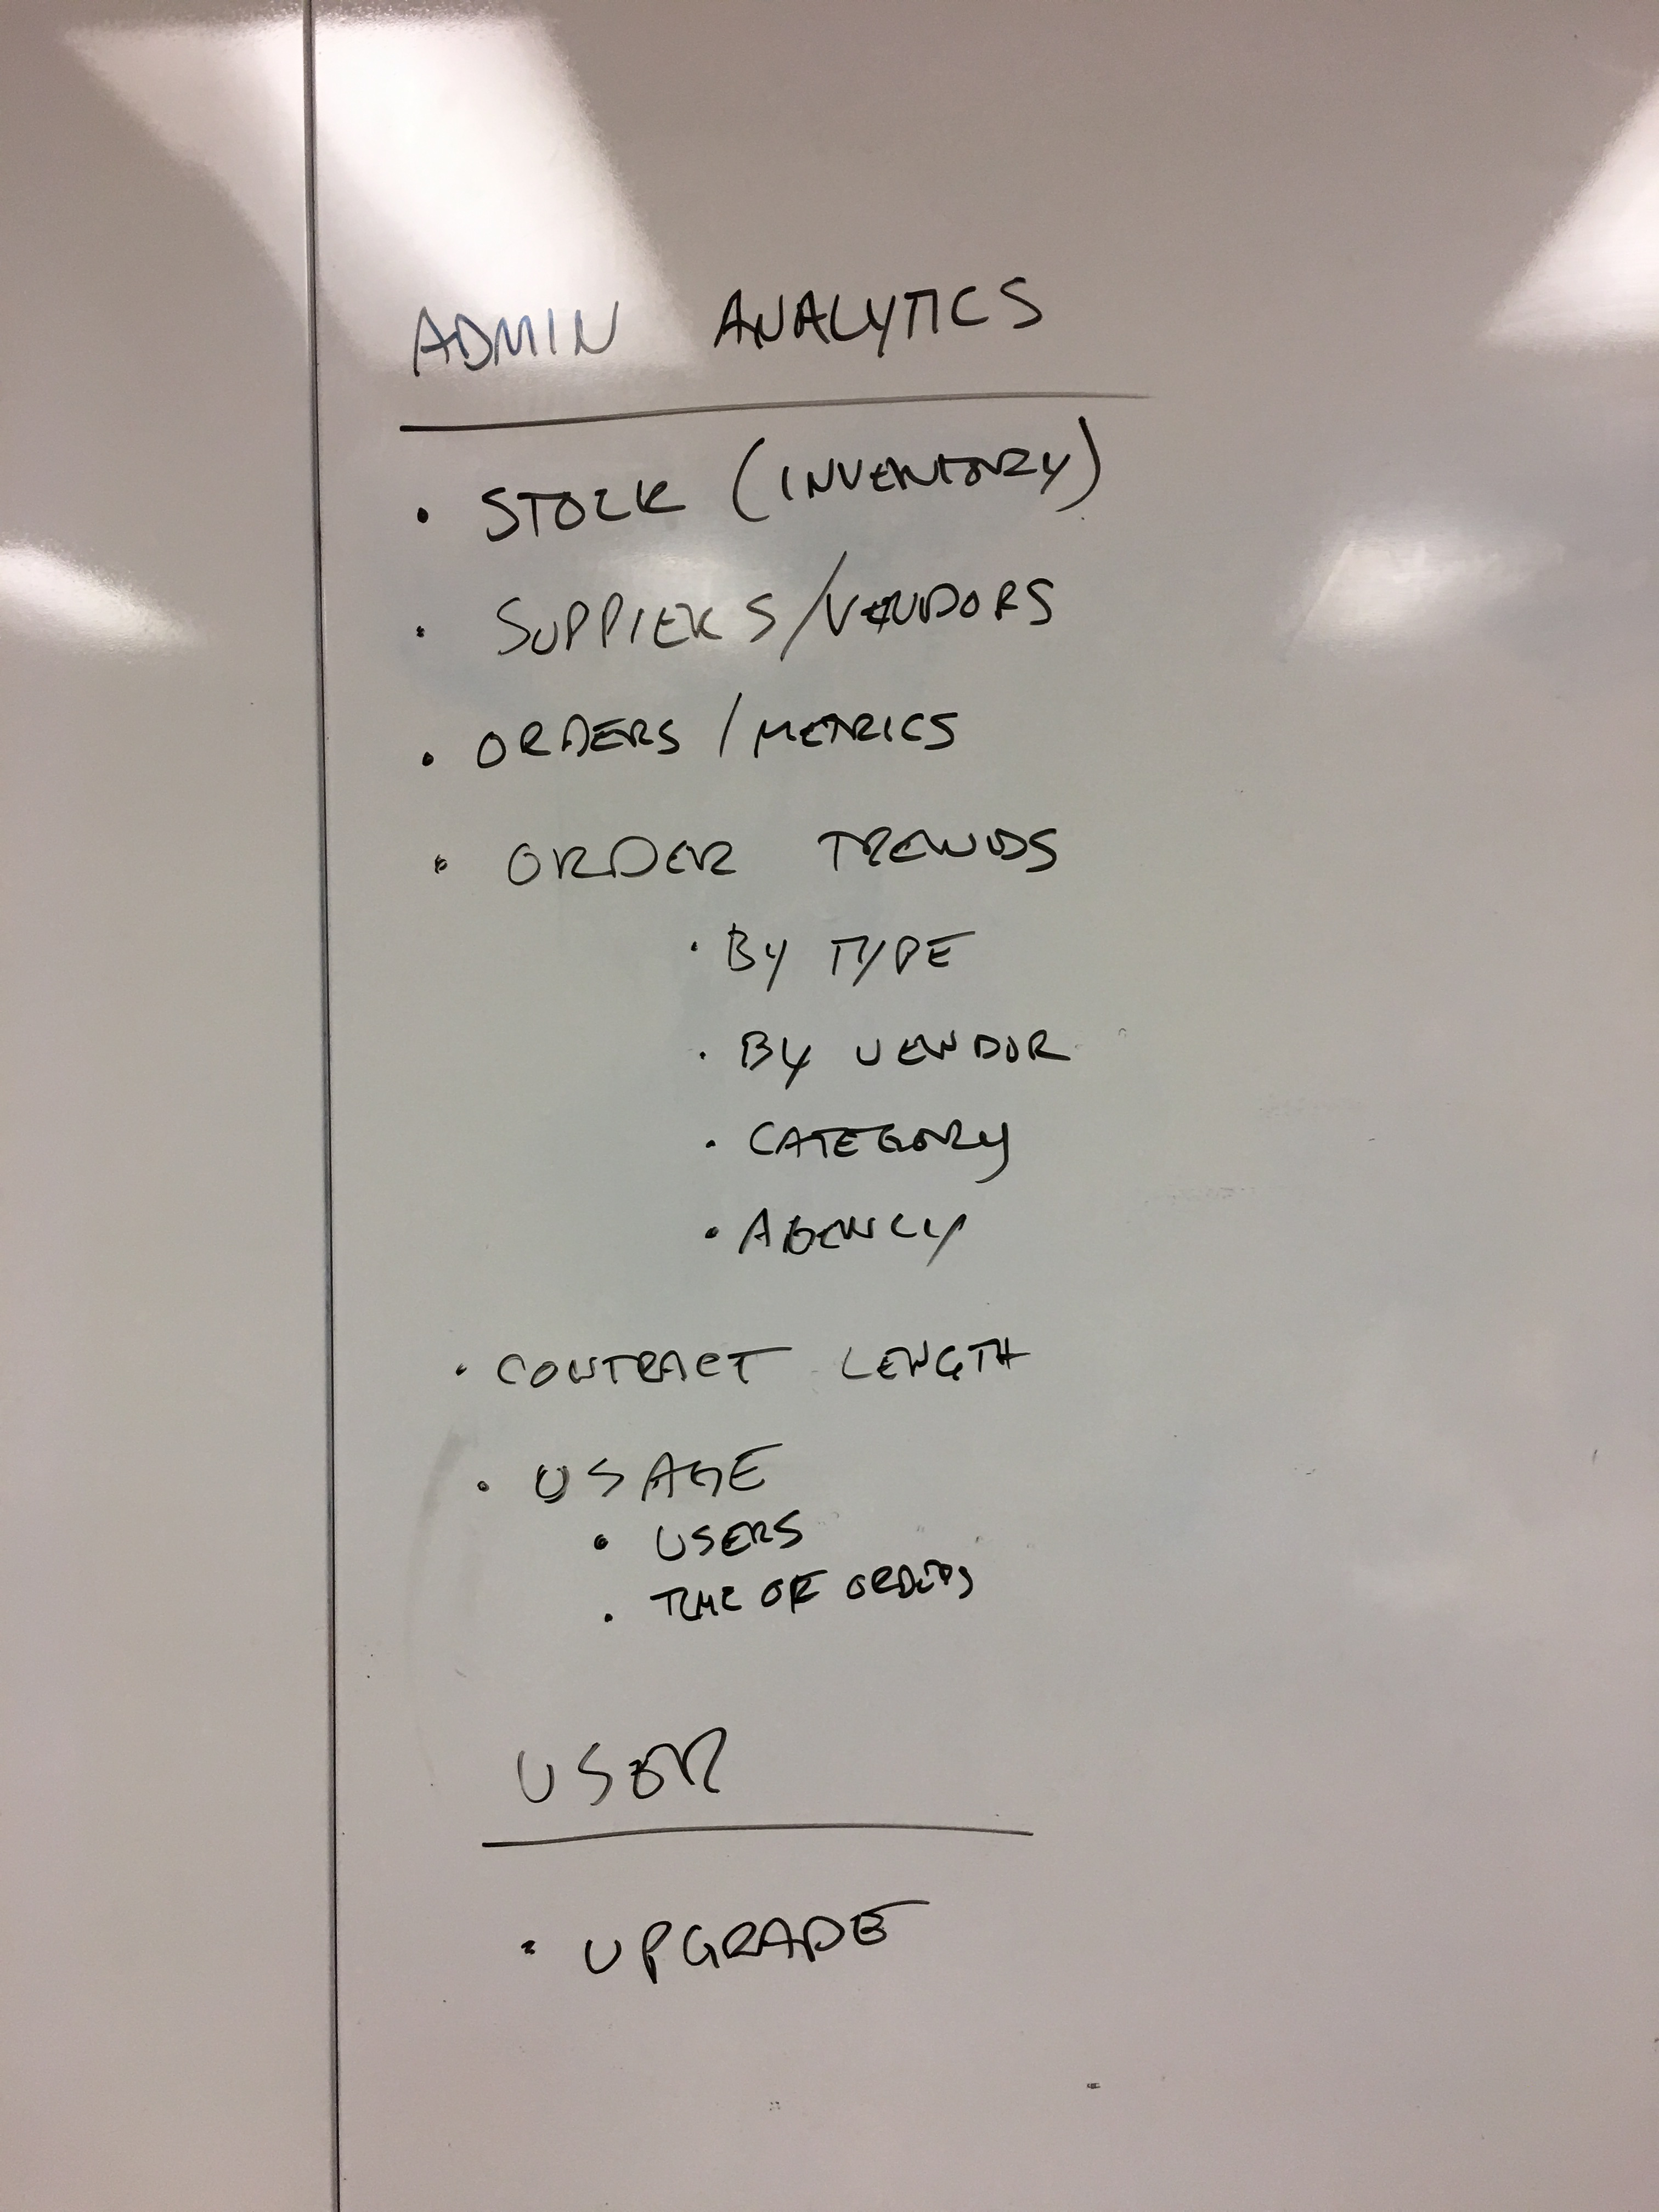 ADMIN ANALYTICS
• STOCK (INVENTORY)
• SUPPIERS/VENDORS
• ORDERS / METRICS
• ORDER TRENDS
• BY TYPE
• BY VENDOR
• CATEGORY
• AGENCY
• CONTRACT LENGTH
• USAGE
• USERS
• TIME OF ORDERS
USER
• UPGRADE